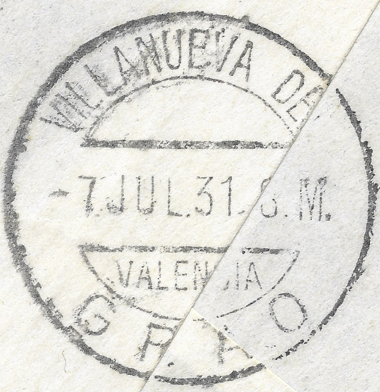 VILLANUEVA DE
-7.JUL.31. 6.M.
VALENCIA
GRAO